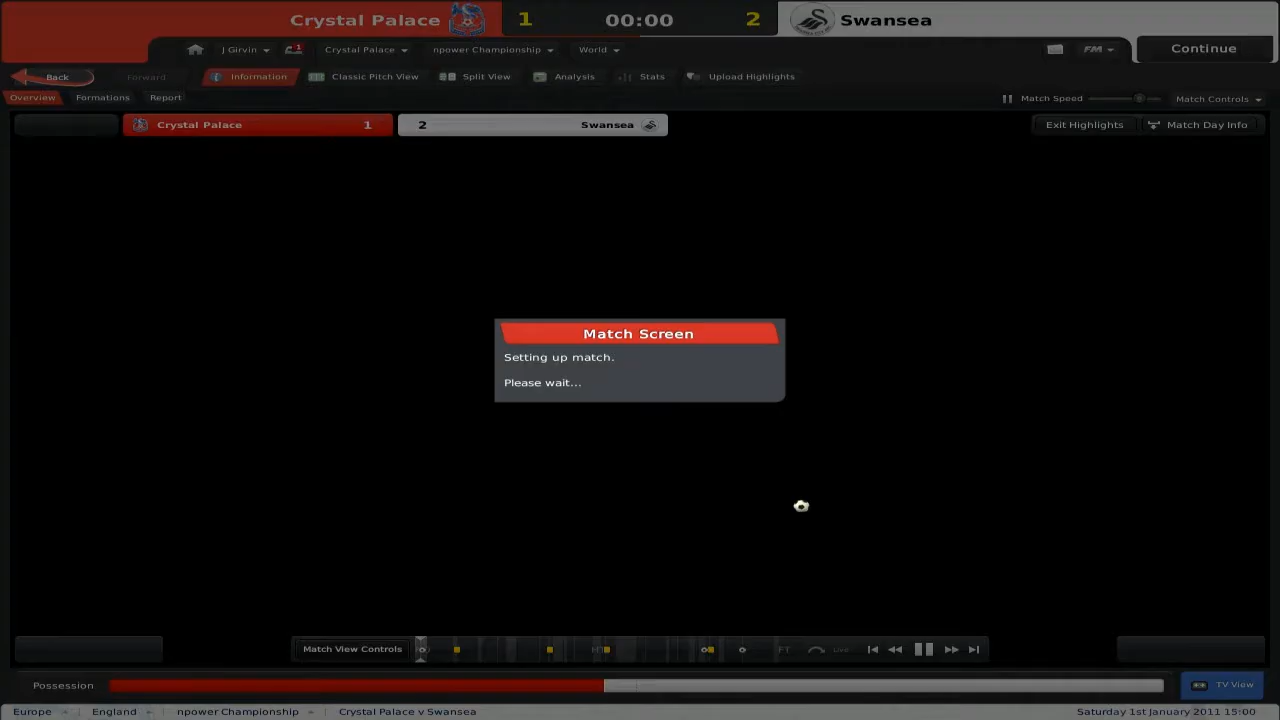 Crystal Palace 1 00:00 2 Swansea
J Girvin 1 Crystal Palace npower Championship World FM Continue
Back Forward Information Classic Pitch View Split View Analysis Stats Upload Highlights
Overview Formations Report Match Speed Match Controls
Crystal Palace 1 2 Swansea Exit Highlights Match Day Info
Match Screen
Setting up match.
Please wait...
Match View Controls HT FT Live
Possession TV View
Europe England npower Championship Crystal Palace v Swansea Saturday 1st January 2011 15:00